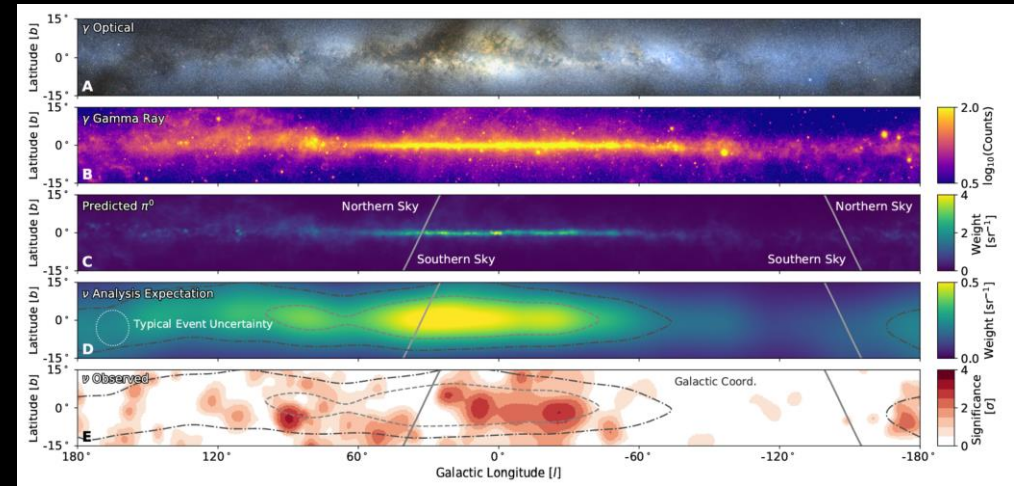 15°
γ Optical
Latitude [b]
0°
A
-15°
15°
γ Gamma Ray
Latitude [b]
0°
B
-15°
2.0
log₁₀(Counts)
0.5
15°
Predicted π⁰
Northern Sky
Northern Sky
Latitude [b]
0°
Southern Sky
Southern Sky
C
-15°
4
2
0
Weight
[sr⁻¹]
15°
ν Analysis Expectation
Latitude [b]
0°
Typical Event Uncertainty
D
-15°
0.5
0.0
Weight
[sr⁻¹]
15°
ν Observed
Galactic Coord.
Latitude [b]
0°
E
-15°
4
2
0
Significance
[σ]
180° 120° 60° 0° -60° -120° -180°
Galactic Longitude [l]